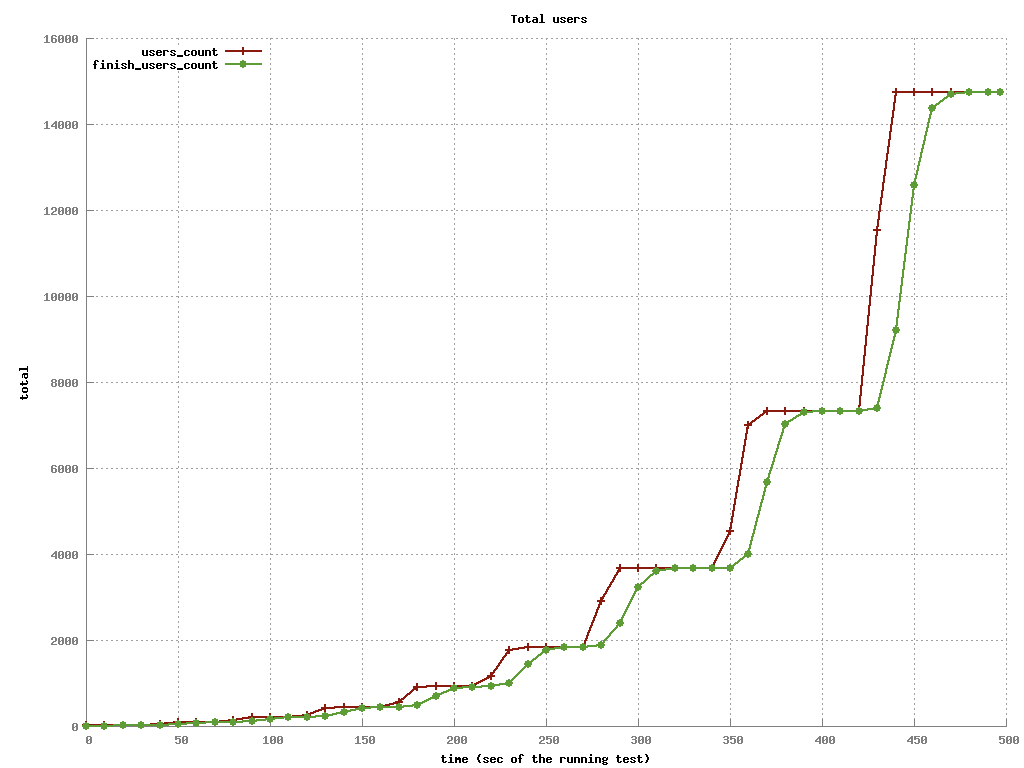 Total users
16000
users_count
finish_users_count
14000
12000
10000
total
8000
6000
4000
2000
0
0 50 100 150 200 250 300 350 400 450 500
time (sec of the running test)